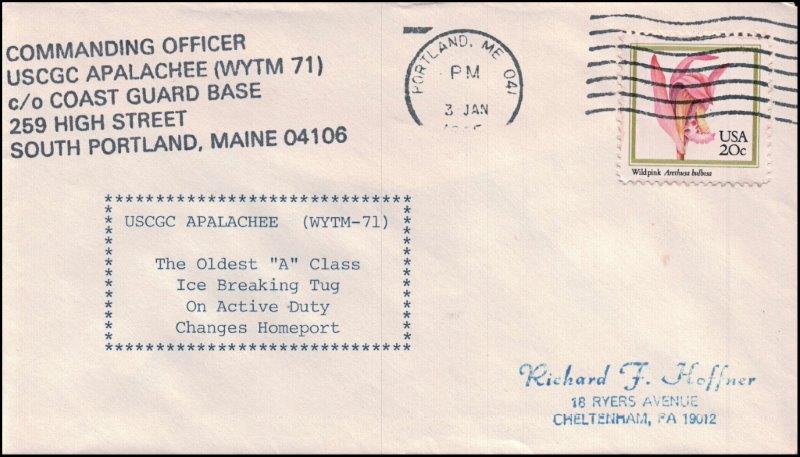 COMMANDING OFFICER
USCGC APALACHEE (WYTM 71)
c/o COAST GUARD BASE
259 HIGH STREET
SOUTH PORTLAND, MAINE 04106
PORTLAND, ME 041
PM
3 JAN
USA
20c
Wild pink Arethusa bulbosa
************************************
USCGC APALACHEE (WYTM-71)
The Oldest "A" Class
Ice Breaking Tug
On Active Duty
Changes Homeport
************************************
Richard F. Hoffner
18 RYERS AVENUE
CHELTENHAM, PA 19012